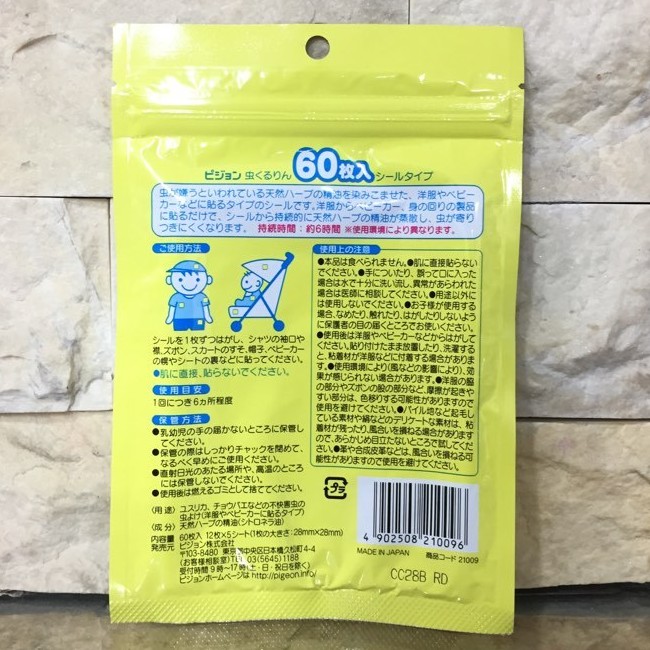 ピジョン 虫くるりん 60枚入 シールタイプ
虫が嫌うといわれている天然ハーブの精油を染みこませた、洋服やベビー
カーなどに貼るタイプのシールです。洋服からベビーカー、身の回りの製品
に貼るだけで、シールから持続的に天然ハーブの精油が蒸散し、虫が寄り
つきにくくなります。 持続時間：約6時間 ※使用環境により異なります。
ご使用方法
シールを1枚ずつはがし、シャツの袖口や
襟、ズボン、スカートのすそ、帽子、ベビーカー
の幌やシートの裏などに貼ってください。
●肌に直接、貼らないでください。
使用目安
1回につき6ヵ所程度
保管方法
●乳幼児の手の届かないところに保管し
てください。
●保管の際はしっかりチャックを閉めて、
なるべく早めにご使用ください。
●直射日光のあたる場所や、高温のところ
には保管しないでください。
●使用後は燃えるゴミとして捨ててください。
使用上の注意
●本品は食べられません。●肌に直接貼らない
でください。●手についたり、誤って口に入った
場合は水で十分に洗い流し、異常があらわれた
場合は医師に相談してください。●用途以外に
は使用しないでください。●お子様が使用する
場合、なめたり、触れたり、はがしたりしないよう
に保護者の目の届くところでお使いください。
●使用後は洋服やベビーカーなどからはがして
ください。貼り付けたまま放置したり、洗濯する
と、粘着材が洋服などに付着する場合がありま
す。●使用環境により(風などの影響により)、効
果が感じられない場合があります。●洋服の脇
の部分やズボンの股の部分など、摩擦が起きや
すい部分は、色移りする可能性がありますので
使用を避けてください。●パイル地など起毛し
ている素材や絹などのデリケートな素材は、粘
着材が残ったり、風合いを損ねる場合があります
ので、あらかじめ目立たないところで試してくだ
さい。●革や合成皮革などは、風合いを損ねる可
能性がありますので使用を避けてください。
(用途) ユスリカ、チョウバエなどの不快害虫の
虫よけ(洋服やベビーカーに貼るタイプ)
(成分) 天然ハーブの精油(シトロネラ油)
内容量 60枚入 12枚×5シート(1枚の大きさ:28mm×28mm)
発売元 ピジョン株式会社
〒103-8480 東京都中央区日本橋久松町4-4
(お客様相談室) TEL03(5645)1188
受付時間 9時～17時(土・日・祝日を除く)
ピジョンホームページは http://pigeon.info/
プラ
4 902508 210096
MADE IN JAPAN 商品コード 21009
CC28B RD